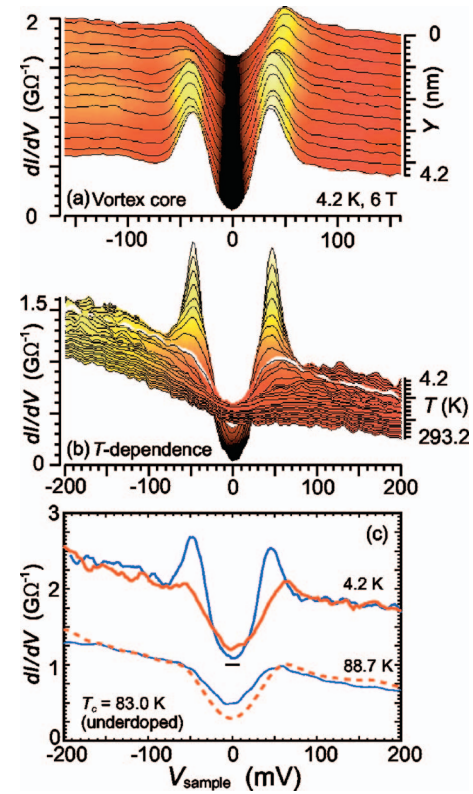 2
dI/dV (GΩ⁻¹)
1
0
0
Y (nm)
4.2
(a) Vortex core
4.2 K, 6 T
-100 0 100
1.5
dI/dV (GΩ⁻¹)
1
0
4.2
T (K)
293.2
(b) T-dependence
-200 -100 0 100 200
3
(c)
dI/dV (GΩ⁻¹)
2
4.2 K
1
88.7 K
Tc = 83.0 K
(underdoped)
0
-200 -100 0 100 200
Vsample (mV)